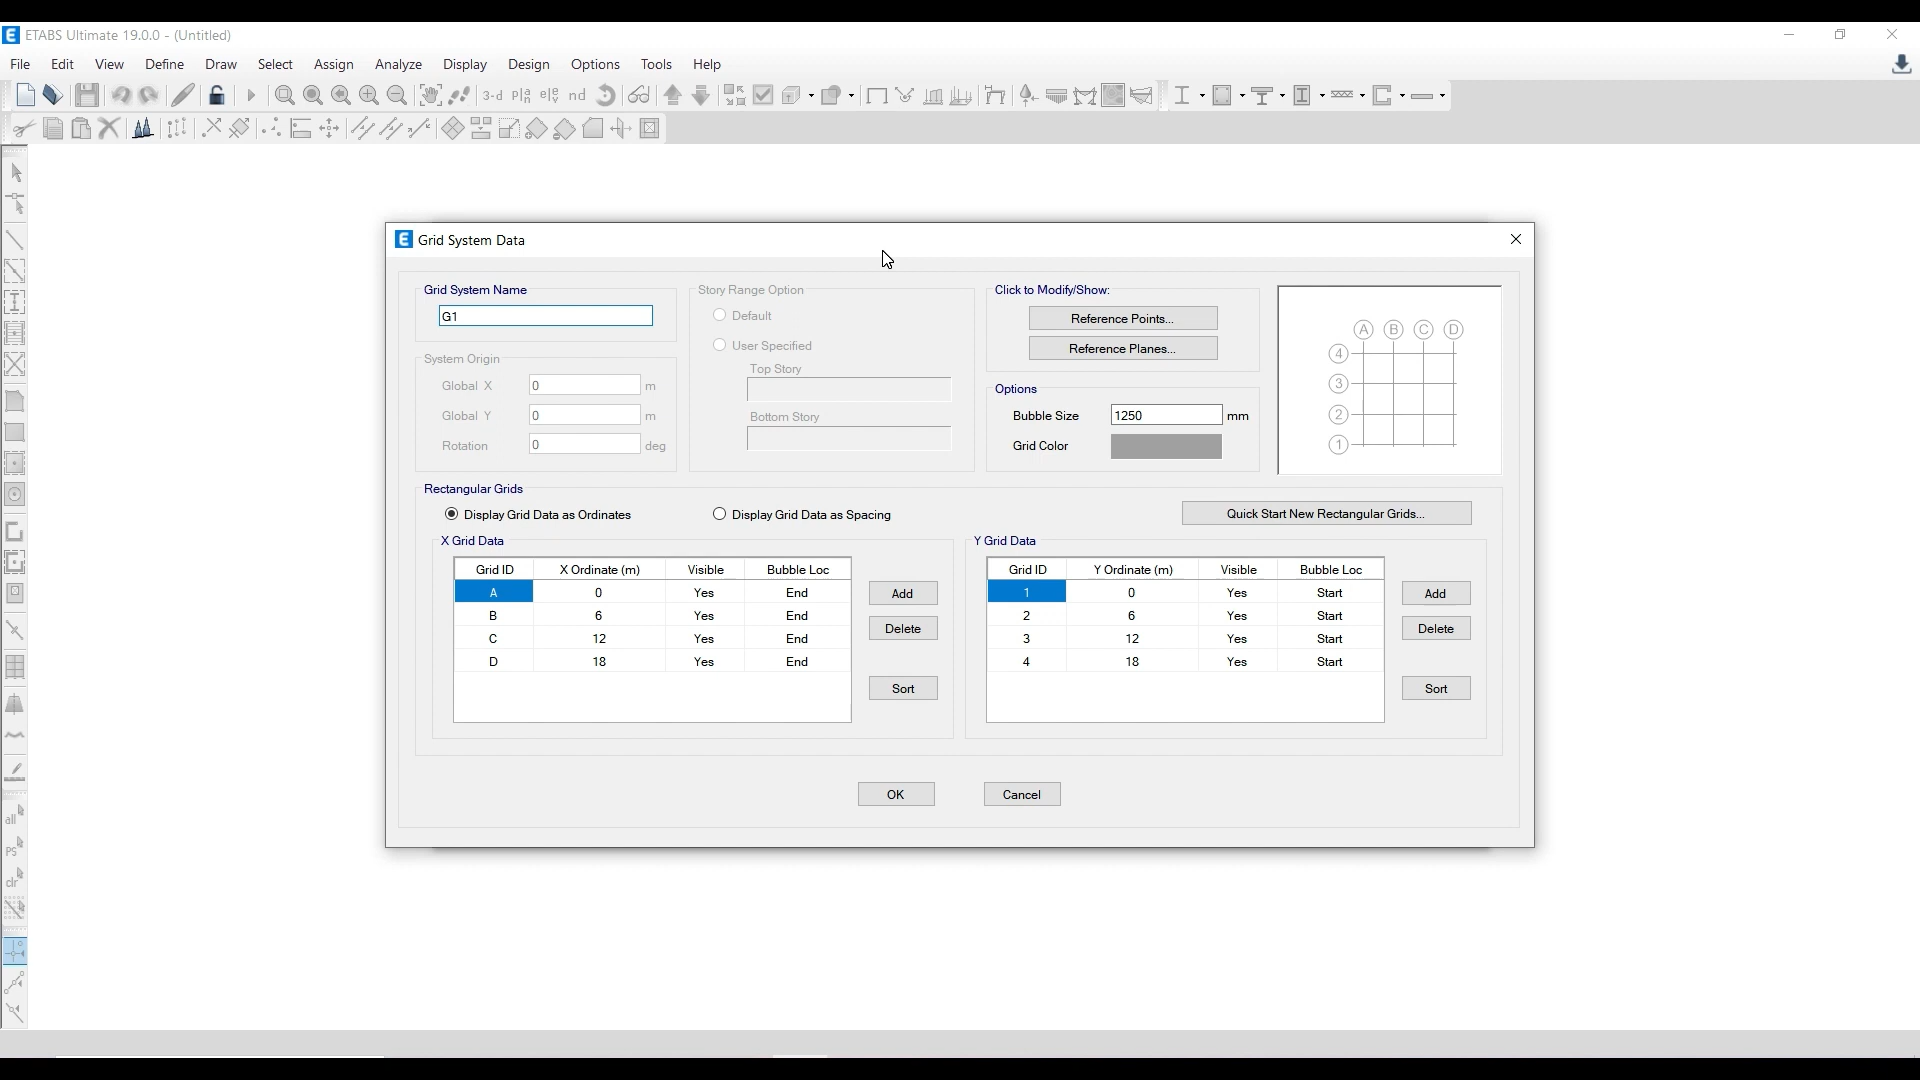 ETABS Ultimate 19.0.0 - (Untitled)
File Edit View Define Draw Select Assign Analyze Display Design Options Tools Help
3-d Pla elev nd
Grid System Data
Grid System Name
G1
System Origin
Global X 0 m
Global Y 0 m
Rotation 0 deg
Story Range Option
Default
User Specified
Top Story
Bottom Story
Click to Modify/Show:
Reference Points...
Reference Planes...
Options
Bubble Size 1250 mm
Grid Color
A B C D
4
3
2
1
Rectangular Grids
Display Grid Data as Ordinates Display Grid Data as Spacing Quick Start New Rectangular Grids...
X Grid Data
Grid ID X Ordinate (m) Visible Bubble Loc
A 0 Yes End
B 6 Yes End
C 12 Yes End
D 18 Yes End
Add
Delete
Sort
Y Grid Data
Grid ID Y Ordinate (m) Visible Bubble Loc
1 0 Yes Start
2 6 Yes Start
3 12 Yes Start
4 18 Yes Start
Add
Delete
Sort
OK Cancel
all
ps
clr